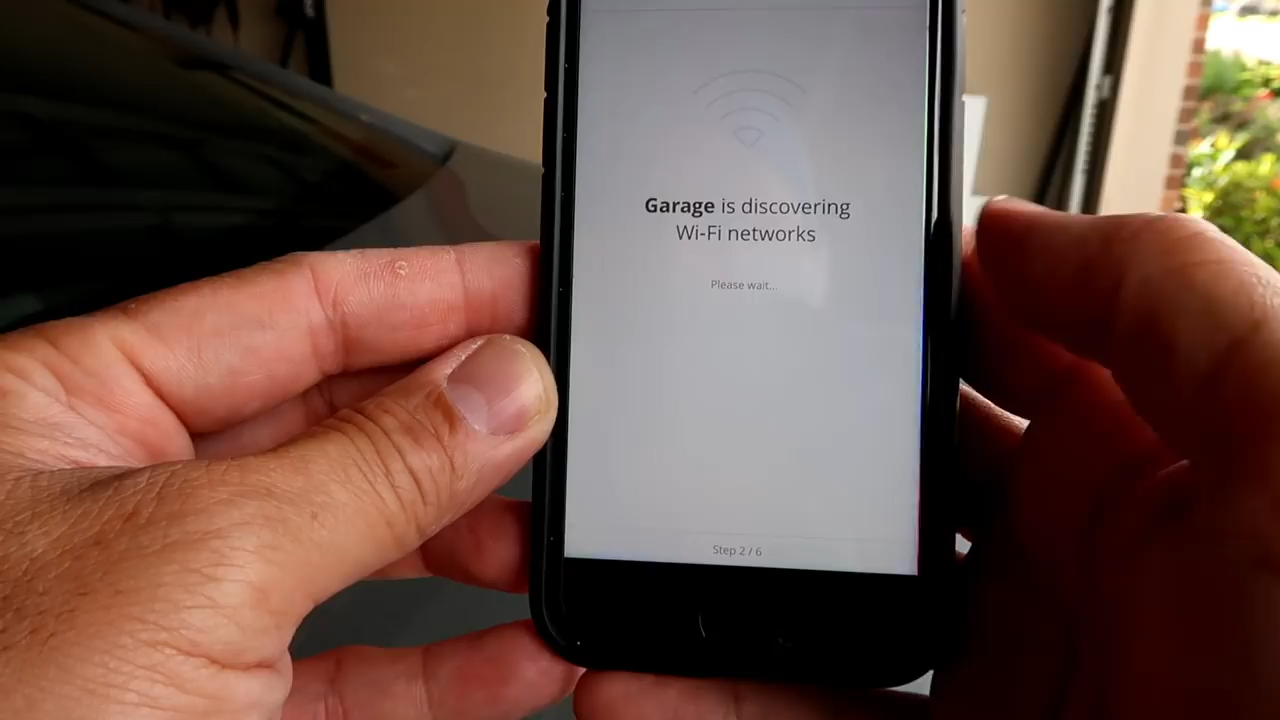 Garage is discovering
Wi-Fi networks
Please wait...
Step 2 / 6